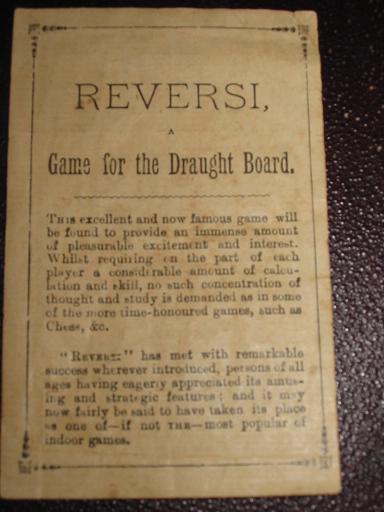 REVERSI,
A
Game for the Draught Board.
THIS excellent and now famous game will
be found to provide an immense amount
of pleasurable excitement and interest.
Whilst requiring on the part of each
player a considerable amount of calcu-
lation and skill, no such concentration of
thought and study is demanded as in some
of the more time-honoured games, such as
Chess, &c.
"REVERSI" has met with remarkable
success wherever introduced, persons of all
ages having eagerly appreciated its amus-
ing and strategic features; and it may
now fairly be said to have taken its place
as one of—if not THE—most popular of
indoor games.